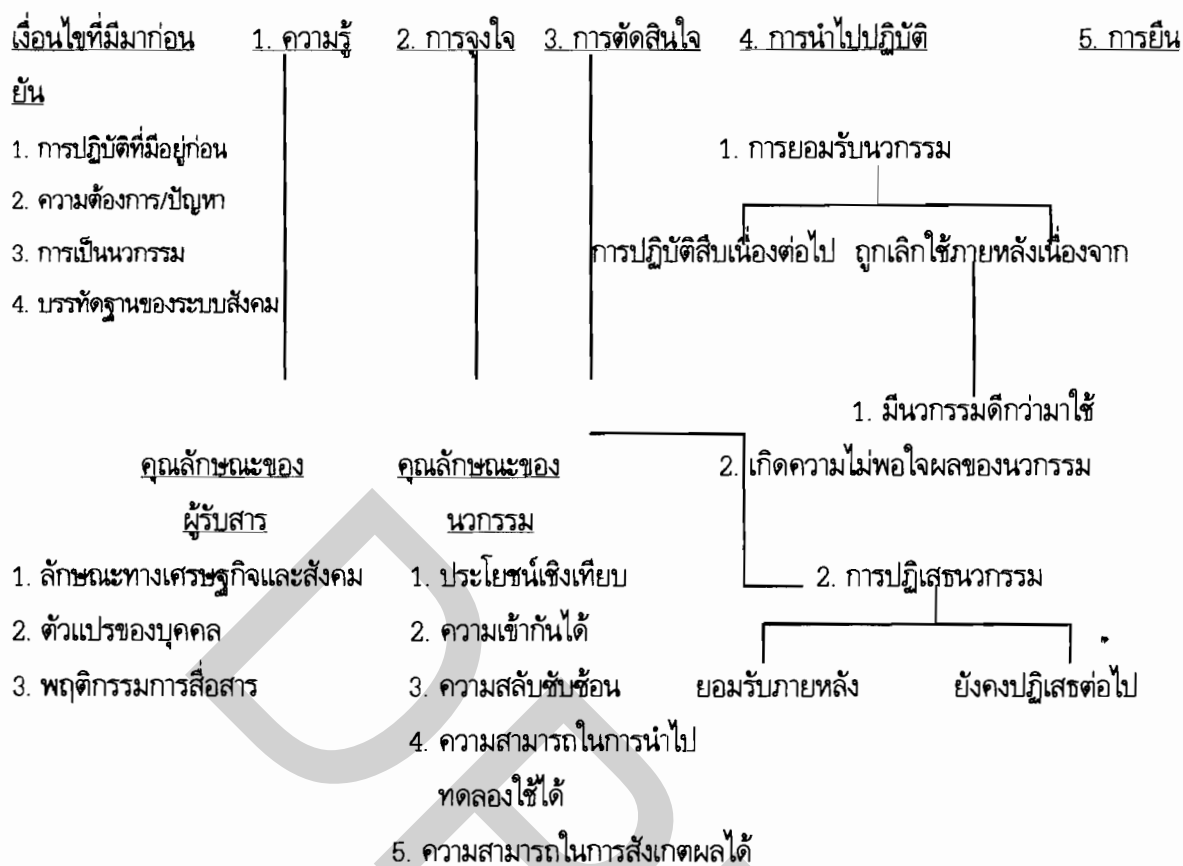 เงื่อนไขที่มีมาก่อน 1. ความรู้ 2. การจูงใจ 3. การตัดสินใจ 4. การนำไปปฏิบัติ 5. การยืน
ยัน
1. การปฏิบัติที่มีอยู่ก่อน 1. การยอมรับนวกรรม
2. ความต้องการ/ปัญหา
3. การเป็นนวกรรม การปฏิบัติสืบเนื่องต่อไป ถูกเลิกใช้ภายหลังเนื่องจาก
4. บรรทัดฐานของระบบสังคม
1. มีนวกรรมดีกว่ามาใช้
คุณลักษณะของ คุณลักษณะของ 2. เกิดความไม่พอใจผลของนวกรรม
ผู้รับสาร นวกรรม
1. ลักษณะทางเศรษฐกิจและสังคม 1. ประโยชน์เชิงเทียบ 2. การปฏิเสธนวกรรม
2. ตัวแปรของบุคคล 2. ความเข้ากันได้
3. พฤติกรรมการสื่อสาร 3. ความสลับซับซ้อน ยอมรับภายหลัง ยังคงปฏิเสธต่อไป
4. ความสามารถในการนำไป
ทดลองใช้ได้
5. ความสามารถในการสังเกตผลได้